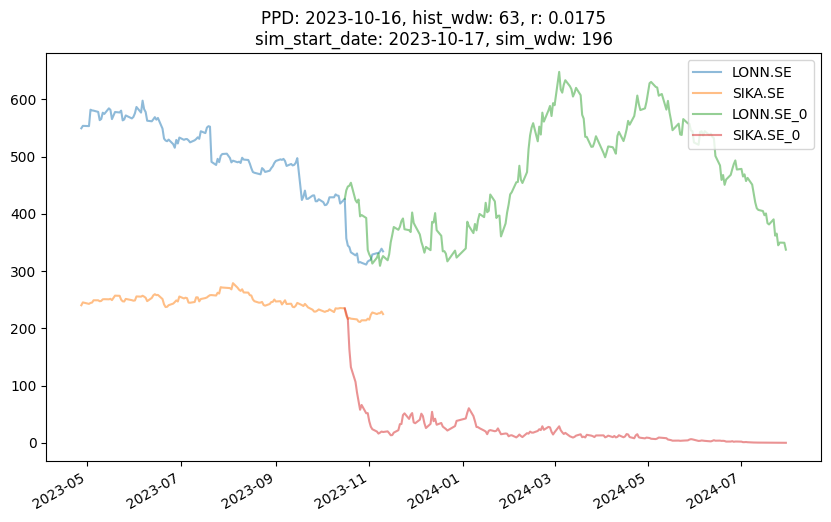 PPD: 2023-10-16, hist_wdw: 63, r: 0.0175
sim_start_date: 2023-10-17, sim_wdw: 196
LONN.SE
SIKA.SE
LONN.SE_0
SIKA.SE_0
600
500
400
300
200
100
0
2023-05
2023-07
2023-09
2023-11
2024-01
2024-03
2024-05
2024-07